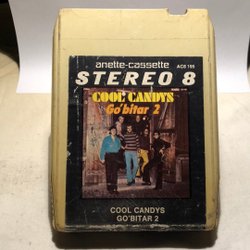 anette-cassette
ACS 155
STEREO 8
COOL CANDYS
Go'bitar 2
COOL CANDYS
GO'BITAR 2